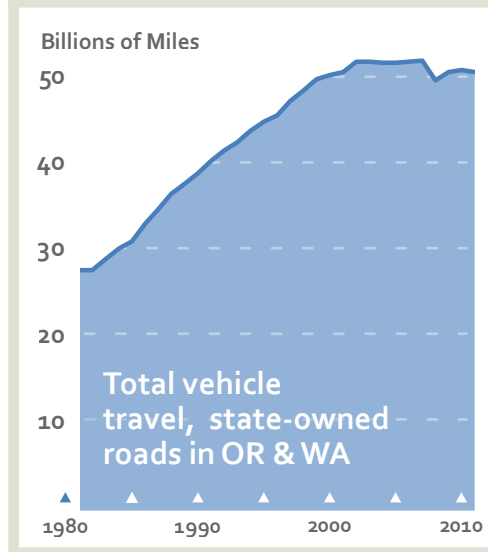 Billions of Miles
50
40
30
20
Total vehicle
travel, state-owned
10
roads in OR & WA
1980 1990 2000 2010